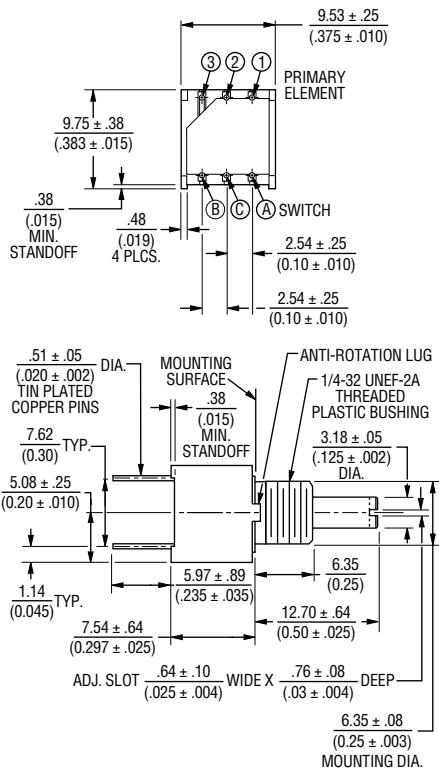 9.53 ± .25
(.375 ± .010)
3 2 1
PRIMARY
ELEMENT
9.75 ± .38
(.383 ± .015)
.38
(.015)
MIN.
STANDOFF
.48
(.019)
4 PLCS.
B C A SWITCH
2.54 ± .25
(0.10 ± .010)
2.54 ± .25
(0.10 ± .010)
.51 ± .05
(.020 ± .002)
DIA.
TIN PLATED
COPPER PINS
MOUNTING
SURFACE
.38
(.015)
MIN.
STANDOFF
ANTI-ROTATION LUG
1/4-32 UNEF-2A
THREADED
PLASTIC BUSHING
3.18 ± .05
(.125 ± .002)
DIA.
7.62
(0.30)
TYP.
5.08 ± .25
(0.20 ± .010)
1.14
(0.045)
TYP.
5.97 ± .89
(.235 ± .035)
6.35
(0.25)
7.54 ± .64
(0.297 ± .025)
12.70 ± .64
(0.50 ± .025)
ADJ. SLOT .64 ± .10 WIDE X .76 ± .08 DEEP
(.025 ± .004) (.03 ± .004)
6.35 ± .08
(0.25 ± .003)
MOUNTING DIA.